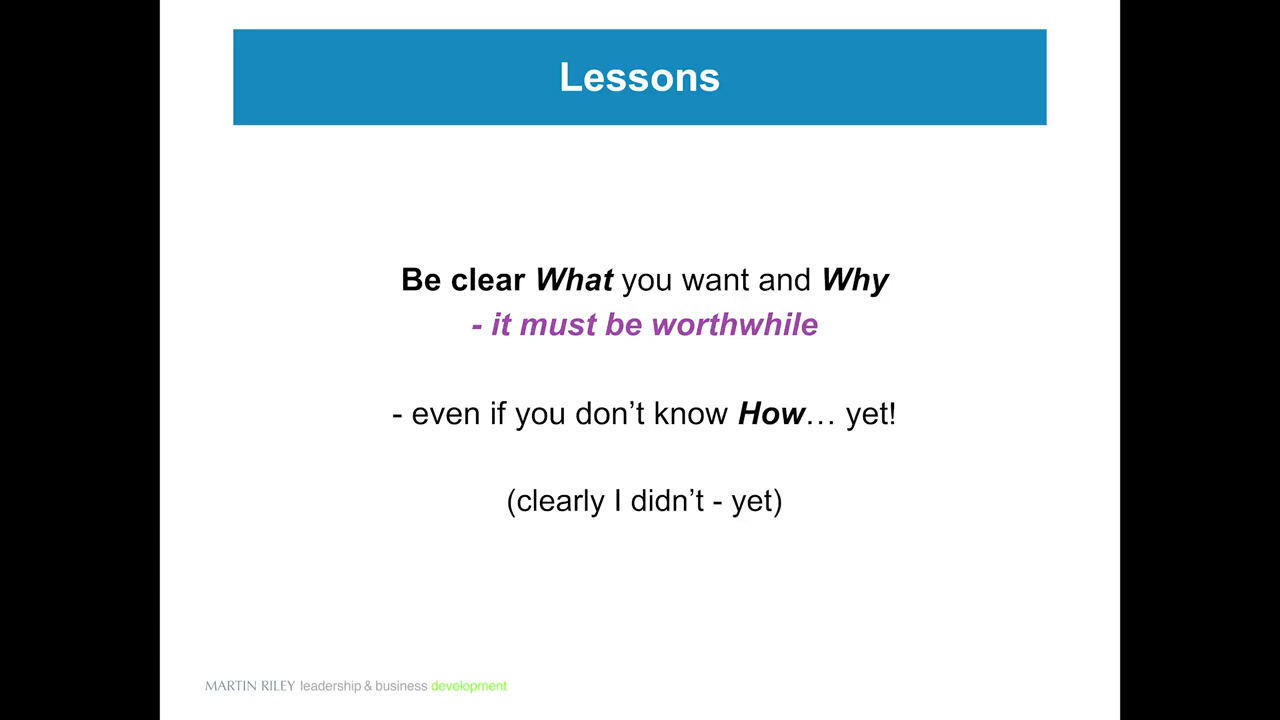 Lessons
Be clear What you want and Why
- it must be worthwhile
- even if you don’t know How… yet!
(clearly I didn’t - yet)
MARTIN RILEY leadership & business development